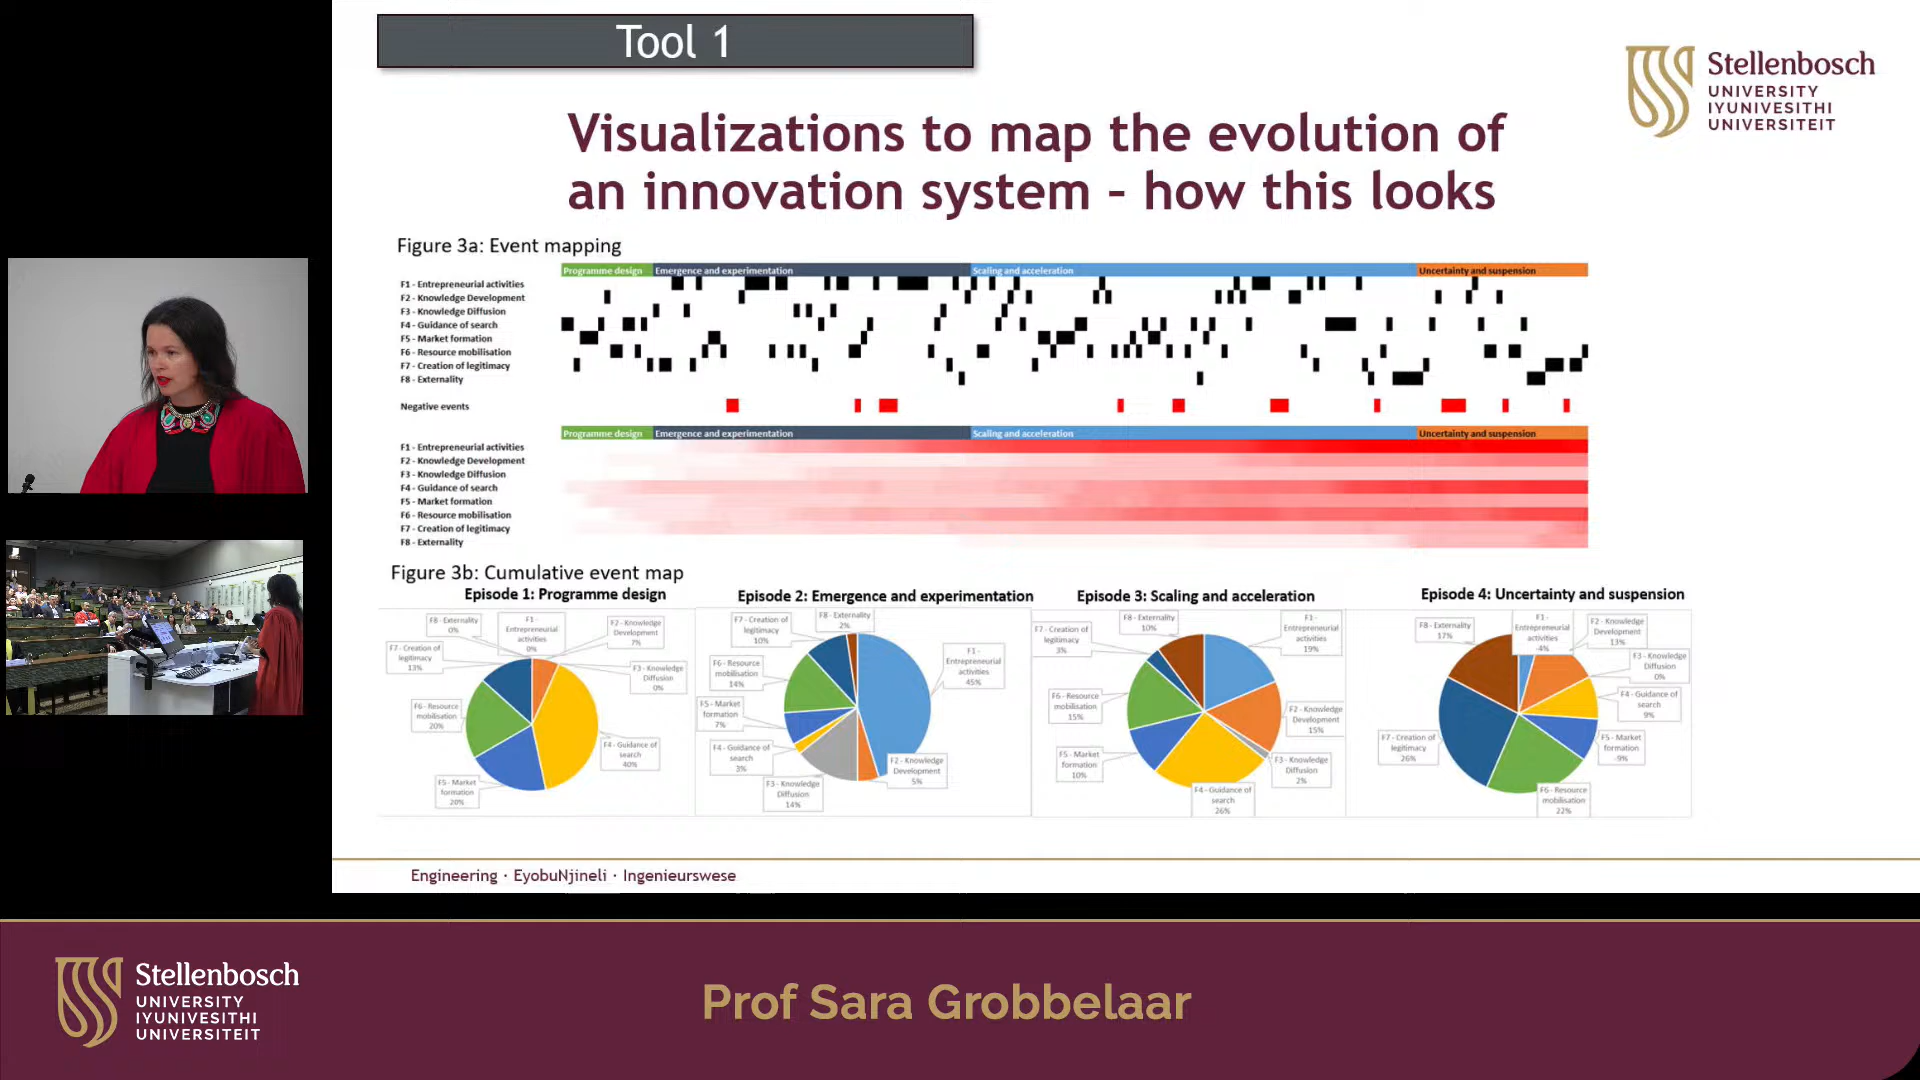 Tool 1
Stellenbosch
UNIVERSITY
IYUNIVESITHI
UNIVERSITEIT
Visualizations to map the evolution of
an innovation system – how this looks
Figure 3a: Event mapping
Programme design Emergence and experimentation Scaling and acceleration Uncertainty and suspension
F1 - Entrepreneurial activities
F2 - Knowledge Development
F3 - Knowledge Diffusion
F4 - Guidance of search
F5 - Market formation
F6 - Resource mobilisation
F7 - Creation of legitimacy
F8 - Externality
Negative events
Programme design Emergence and experimentation Scaling and acceleration Uncertainty and suspension
F1 - Entrepreneurial activities
F2 - Knowledge Development
F3 - Knowledge Diffusion
F4 - Guidance of search
F5 - Market formation
F6 - Resource mobilisation
F7 - Creation of legitimacy
F8 - Externality
Figure 3b: Cumulative event map
Episode 1: Programme design
F8 - Externality
0%
F1 -
Entrepreneurial
activities
0%
F2 - Knowledge
Development
7%
F7 - Creation of
legitimacy
13%
F3 - Knowledge
Diffusion
0%
F6 - Resource
mobilisation
20%
F4 - Guidance of
search
40%
F5 - Market
formation
20%
Episode 2: Emergence and experimentation
F7 - Creation of
legitimacy
10%
F8 - Externality
2%
F1 -
Entrepreneurial
activities
45%
F6 - Resource
mobilisation
14%
F5 - Market
formation
7%
F4 - Guidance of
search
3%
F3 - Knowledge
Diffusion
14%
F2 - Knowledge
Development
5%
Episode 3: Scaling and acceleration
F8 - Externality
10%
F1 -
Entrepreneurial
activities
19%
F7 - Creation of
legitimacy
3%
F6 - Resource
mobilisation
15%
F2 - Knowledge
Development
15%
F5 - Market
formation
10%
F3 - Knowledge
Diffusion
2%
F4 - Guidance of
search
26%
Episode 4: Uncertainty and suspension
F8 - Externality
17%
F1 -
Entrepreneurial
activities
-4%
F2 - Knowledge
Development
13%
F3 - Knowledge
Diffusion
0%
F4 - Guidance of
search
9%
F7 - Creation of
legitimacy
26%
F5 - Market
formation
-9%
F6 - Resource
mobilisation
22%
Engineering · EyobuNjineli · Ingenieurswese
Stellenbosch
UNIVERSITY
IYUNIVESITHI
UNIVERSITEIT
Prof Sara Grobbelaar